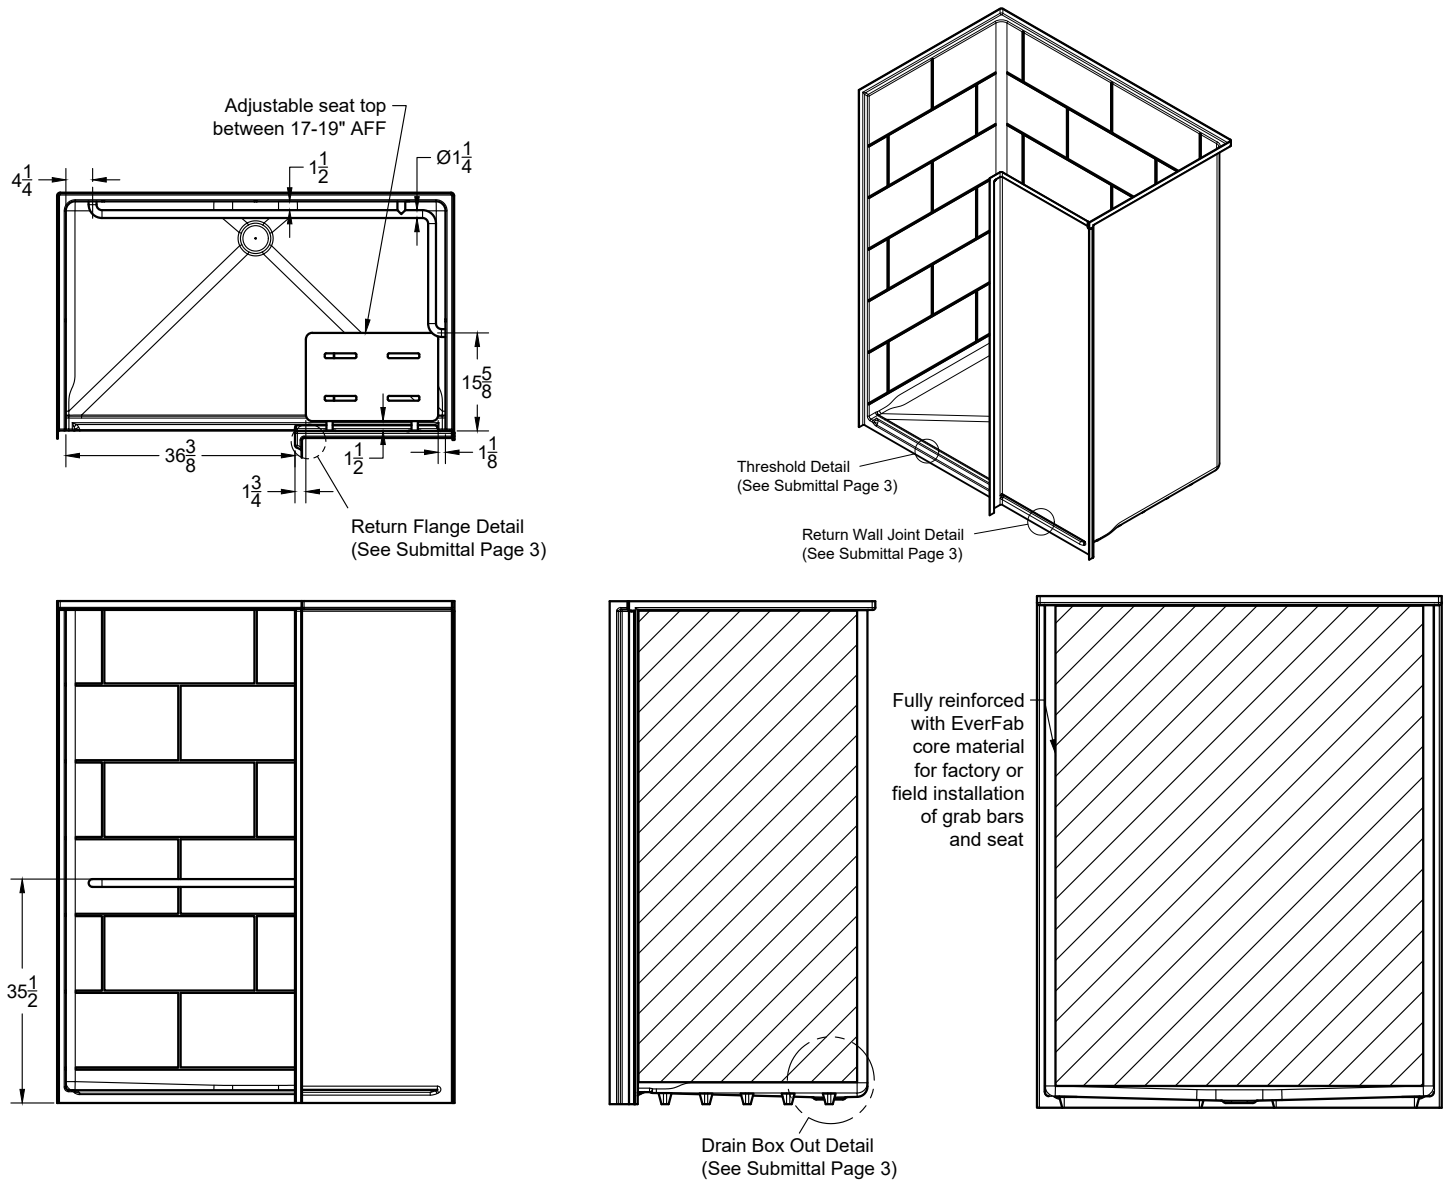 Adjustable seat top
between 17-19" AFF
4 1/4
1 1/2
Ø1 1/4
15 5/8
36 3/8
1 1/2
1 1/8
1 3/4
Return Flange Detail
(See Submittal Page 3)
Threshold Detail
(See Submittal Page 3)
Return Wall Joint Detail
(See Submittal Page 3)
35 1/2
Fully reinforced
with EverFab
core material
for factory or
field installation
of grab bars
and seat
Drain Box Out Detail
(See Submittal Page 3)